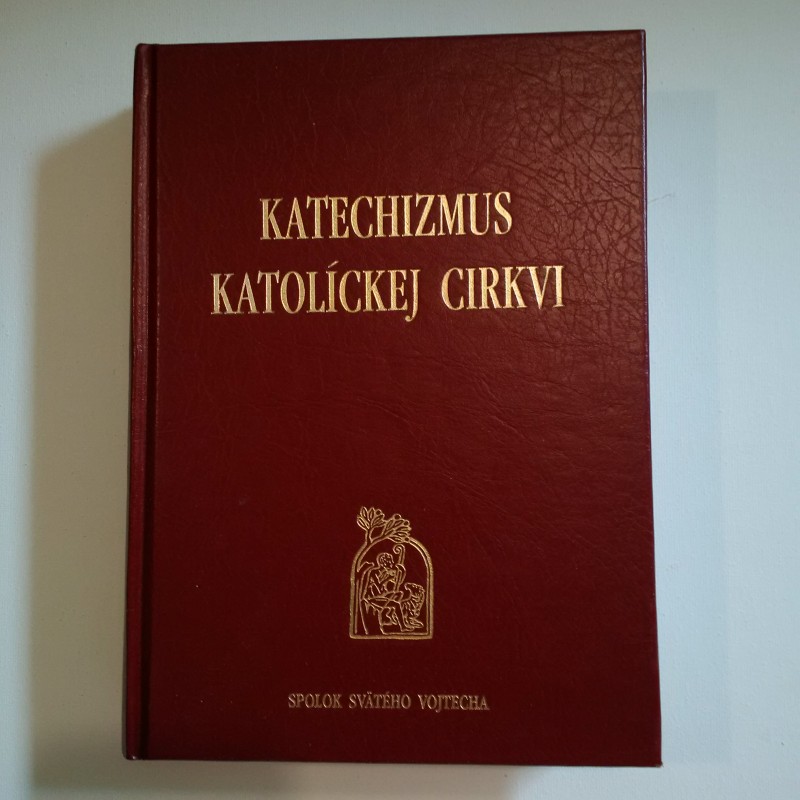 KATECHIZMUS
KATOLÍCKEJ CIRKVI
SPOLOK SVÄTÉHO VOJTECHA